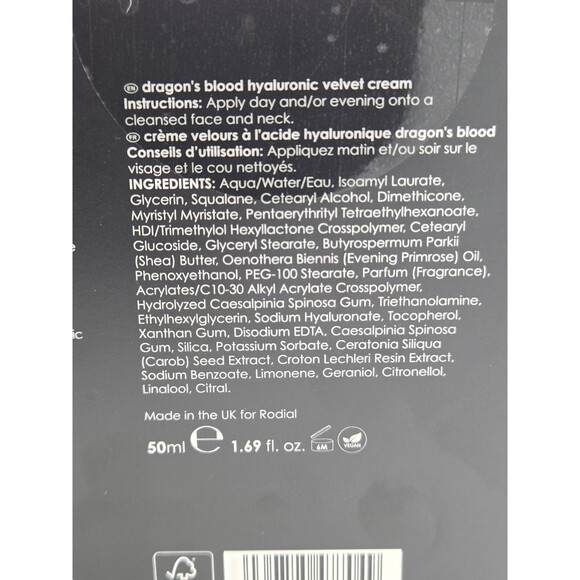 EN dragon's blood hyaluronic velvet cream
Instructions: Apply day and/or evening onto a
cleansed face and neck.
FR crème velours à l'acide hyaluronique dragon's blood
Conseils d'utilisation: Appliquez matin et/ou soir sur le
visage et le cou nettoyés.
INGREDIENTS: Aqua/Water/Eau, Isoamyl Laurate,
Glycerin, Squalane, Cetearyl Alcohol, Dimethicone,
Myristyl Myristate, Pentaerythrityl Tetraethylhexanoate,
HDI/Trimethylol Hexyllactone Crosspolymer, Cetearyl
Glucoside, Glyceryl Stearate, Butyrospermum Parkii
(Shea) Butter, Oenothera Biennis (Evening Primrose) Oil,
Phenoxyethanol, PEG-100 Stearate, Parfum (Fragrance),
Acrylates/C10-30 Alkyl Acrylate Crosspolymer,
Hydrolyzed Caesalpinia Spinosa Gum, Triethanolamine,
Ethylhexylglycerin, Sodium Hyaluronate, Tocopherol,
Xanthan Gum, Disodium EDTA, Caesalpinia Spinosa
Gum, Silica, Potassium Sorbate, Ceratonia Siliqua
(Carob) Seed Extract, Croton Lechleri Resin Extract,
Sodium Benzoate, Limonene, Geraniol, Citronellol,
Linalool, Citral.
Made in the UK for Rodial
50ml e 1.69 fl. oz. 6M VEGAN
e
ic
FSC